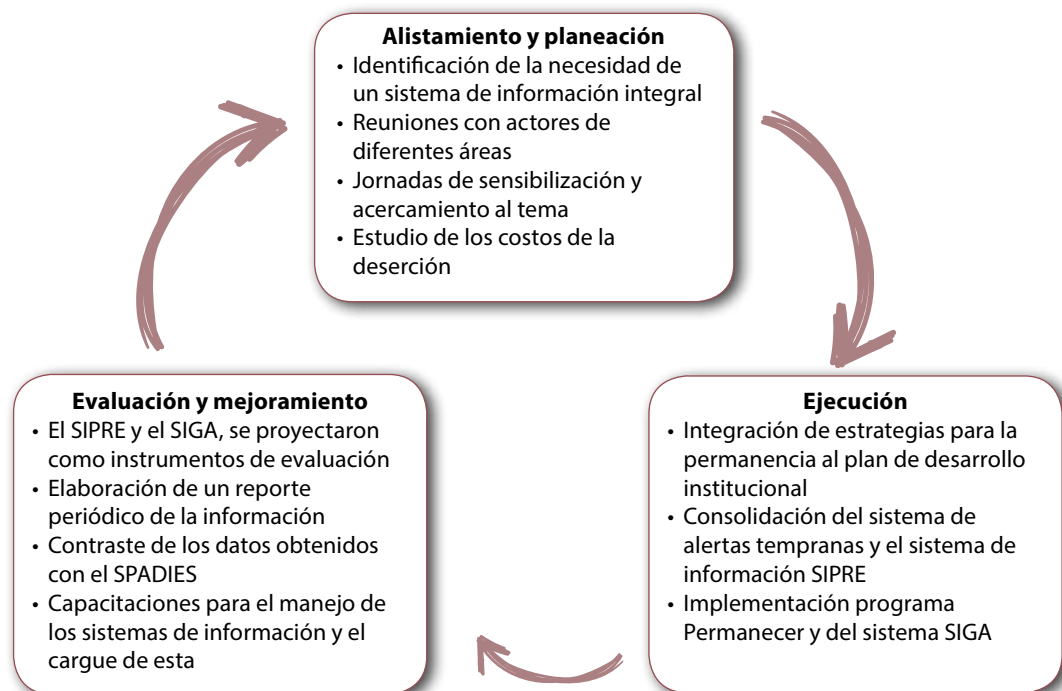 Alistamiento y planeación
• Identificación de la necesidad de
un sistema de información integral
• Reuniones con actores de
diferentes áreas
• Jornadas de sensibilización y
acercamiento al tema
• Estudio de los costos de la
deserción
Evaluación y mejoramiento
• El SIPRE y el SIGA, se proyectaron
como instrumentos de evaluación
• Elaboración de un reporte
periódico de la información
• Contraste de los datos obtenidos
con el SPADIES
• Capacitaciones para el manejo de
los sistemas de información y el
cargue de esta
Ejecución
• Integración de estrategias para la
permanencia al plan de desarrollo
institucional
• Consolidación del sistema de
alertas tempranas y el sistema de
información SIPRE
• Implementación programa
Permanecer y del sistema SIGA